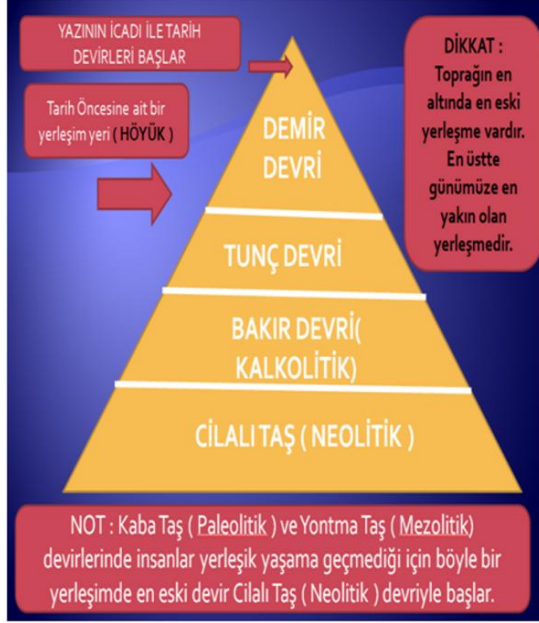 YAZININ İCADI İLE TARİH
DEVİRLERİ BAŞLAR
Tarih Öncesine ait bir
yerleşim yeri ( HÖYÜK )
DİKKAT :
Toprağın en
altında en eski
yerleşme vardır.
En üstte
günümüze en
yakın olan
yerleşmedir.
DEMİR
DEVRİ
TUNÇ DEVRİ
BAKIR DEVRİ(
KALKOLİTİK)
CİLALI TAŞ ( NEOLİTİK )
NOT : Kaba Taş ( Paleolitik ) ve Yontma Taş ( Mezolitik)
devirlerinde insanlar yerleşik yaşama geçmediği için böyle bir
yerleşimde en eski devir Cilalı Taş ( Neolitik ) devriyle başlar.